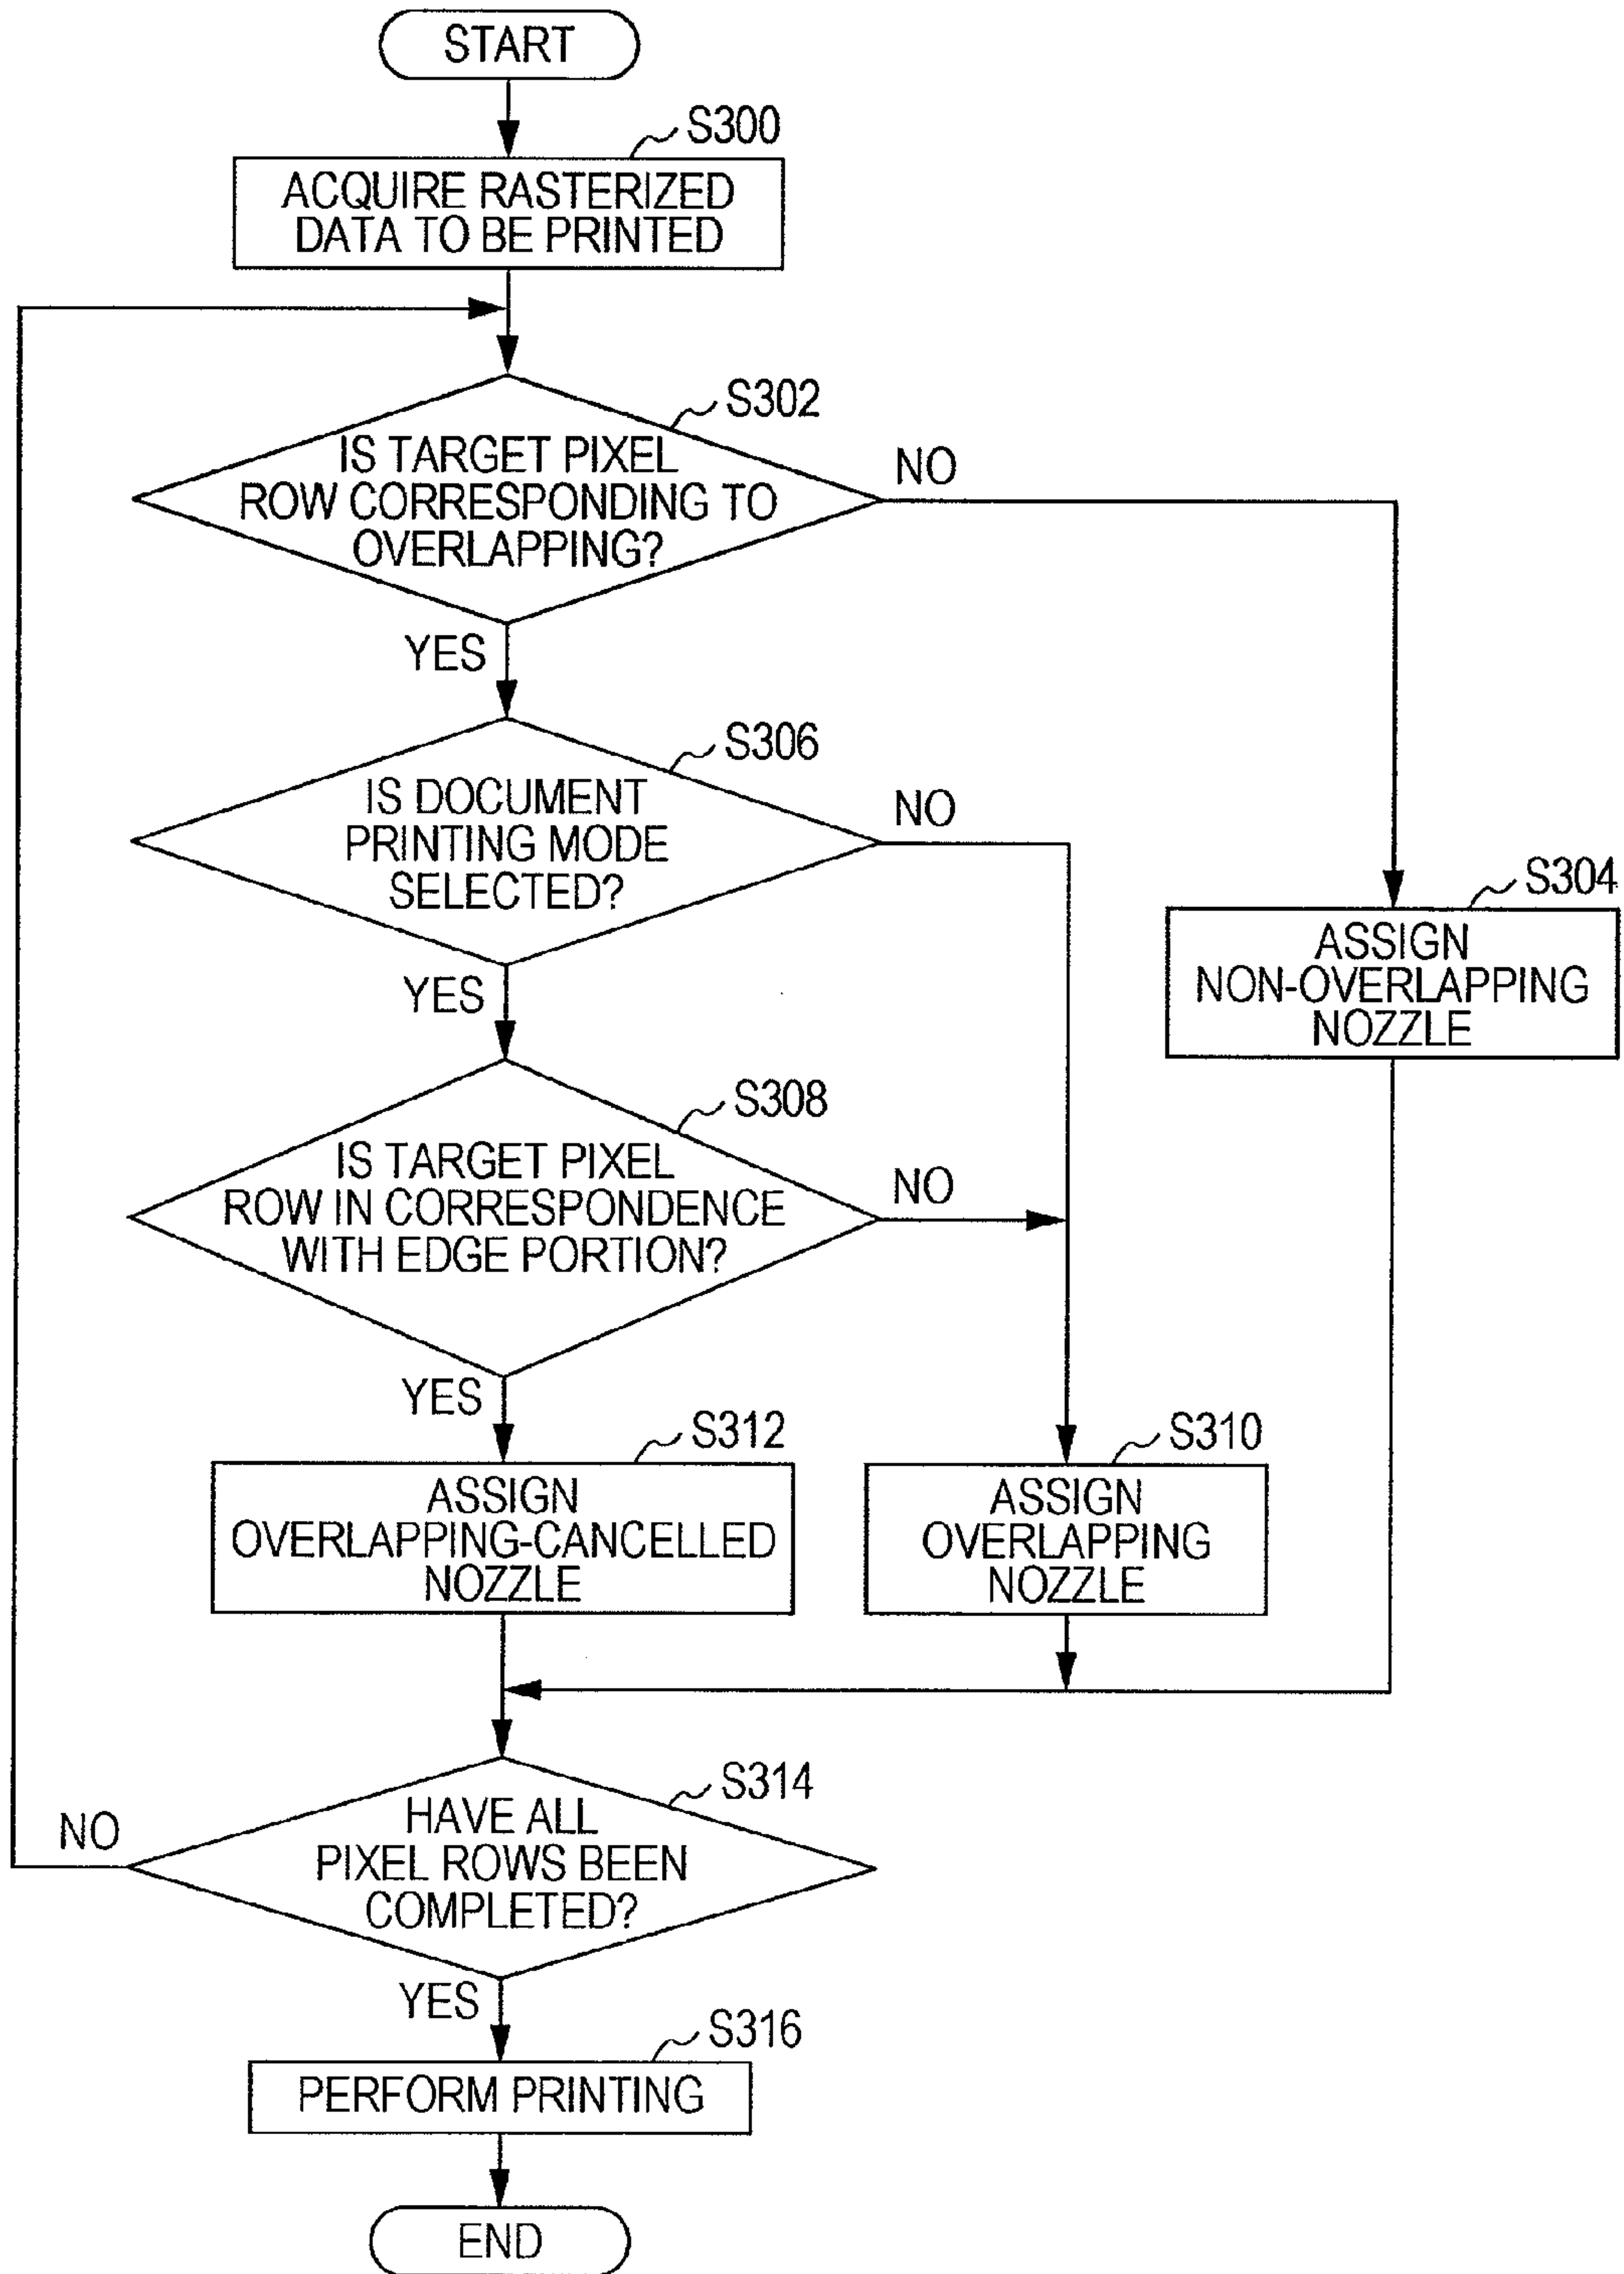 START
S300
ACQUIRE RASTERIZED
DATA TO BE PRINTED
S302
IS TARGET PIXEL
ROW CORRESPONDING TO
OVERLAPPING?
NO
YES
S306
IS DOCUMENT
PRINTING MODE
SELECTED?
NO
YES
S304
ASSIGN
NON-OVERLAPPING
NOZZLE
S308
IS TARGET PIXEL
ROW IN CORRESPONDENCE
WITH EDGE PORTION?
NO
YES
S312
ASSIGN
OVERLAPPING-CANCELLED
NOZZLE
S310
ASSIGN
OVERLAPPING
NOZZLE
S314
HAVE ALL
PIXEL ROWS BEEN
COMPLETED?
NO
YES
S316
PERFORM PRINTING
END